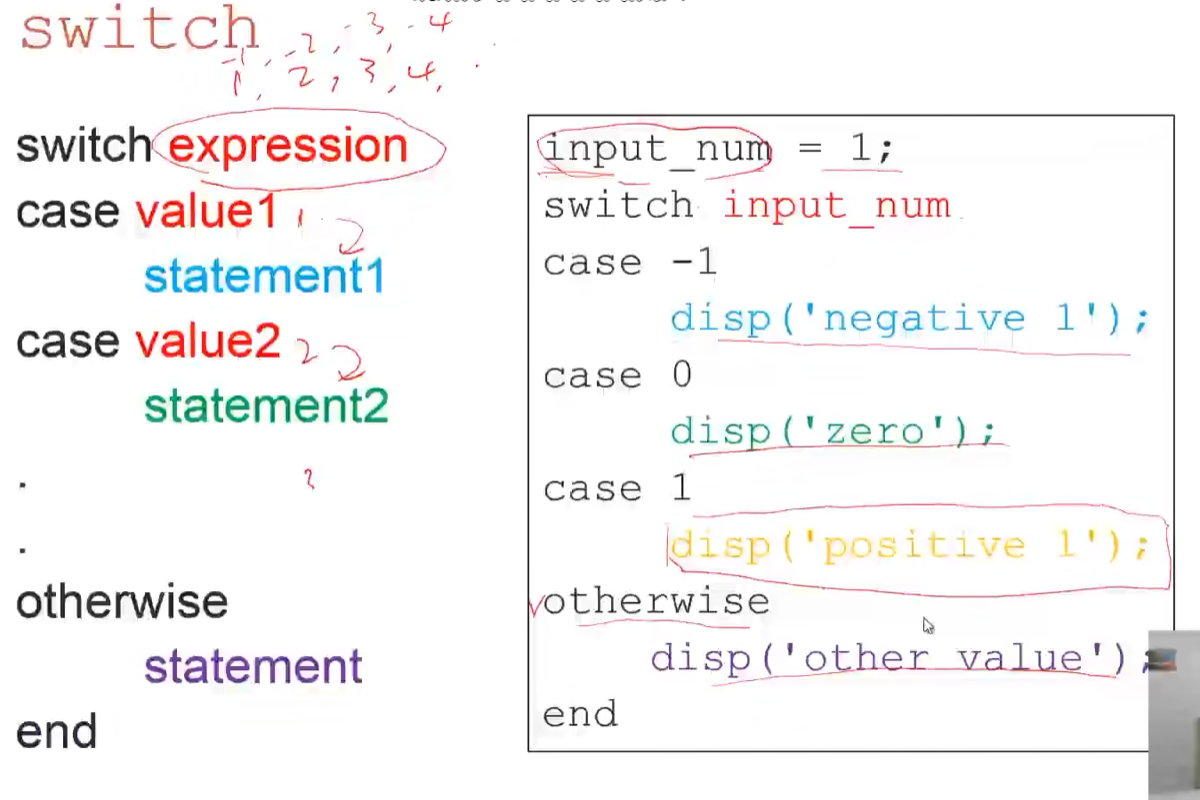 switch
-1, -2, -3, -4
1, 2, 3, 4,
switch expression
case value1 1
statement1
case value2 2
statement2
.
.
otherwise
statement
end
input_num = 1;
switch input_num
case -1
disp('negative 1');
case 0
disp('zero');
case 1
disp('positive 1');
otherwise
disp('other value');
end